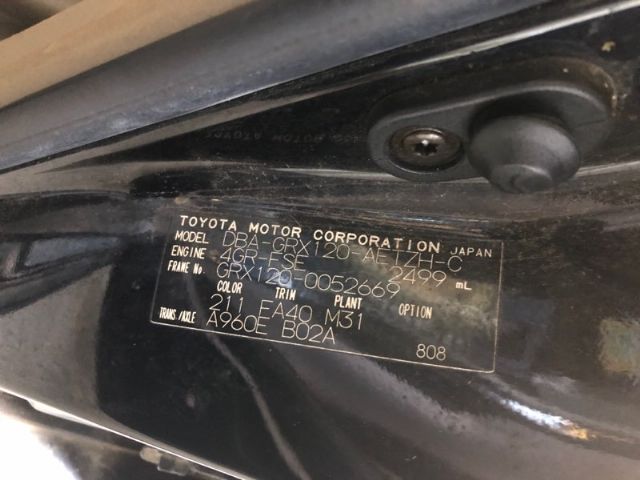 TOYOTA MOTOR CORPORATION JAPAN
MODEL DBA-GRX120-AETZH-C
ENGINE 4GR-FSE 2499 mL
FRAME No. GRX120-0052669
COLOR TRIM PLANT OPTION
211 FA40 M31
TRANS/AXLE A960E B02A
808